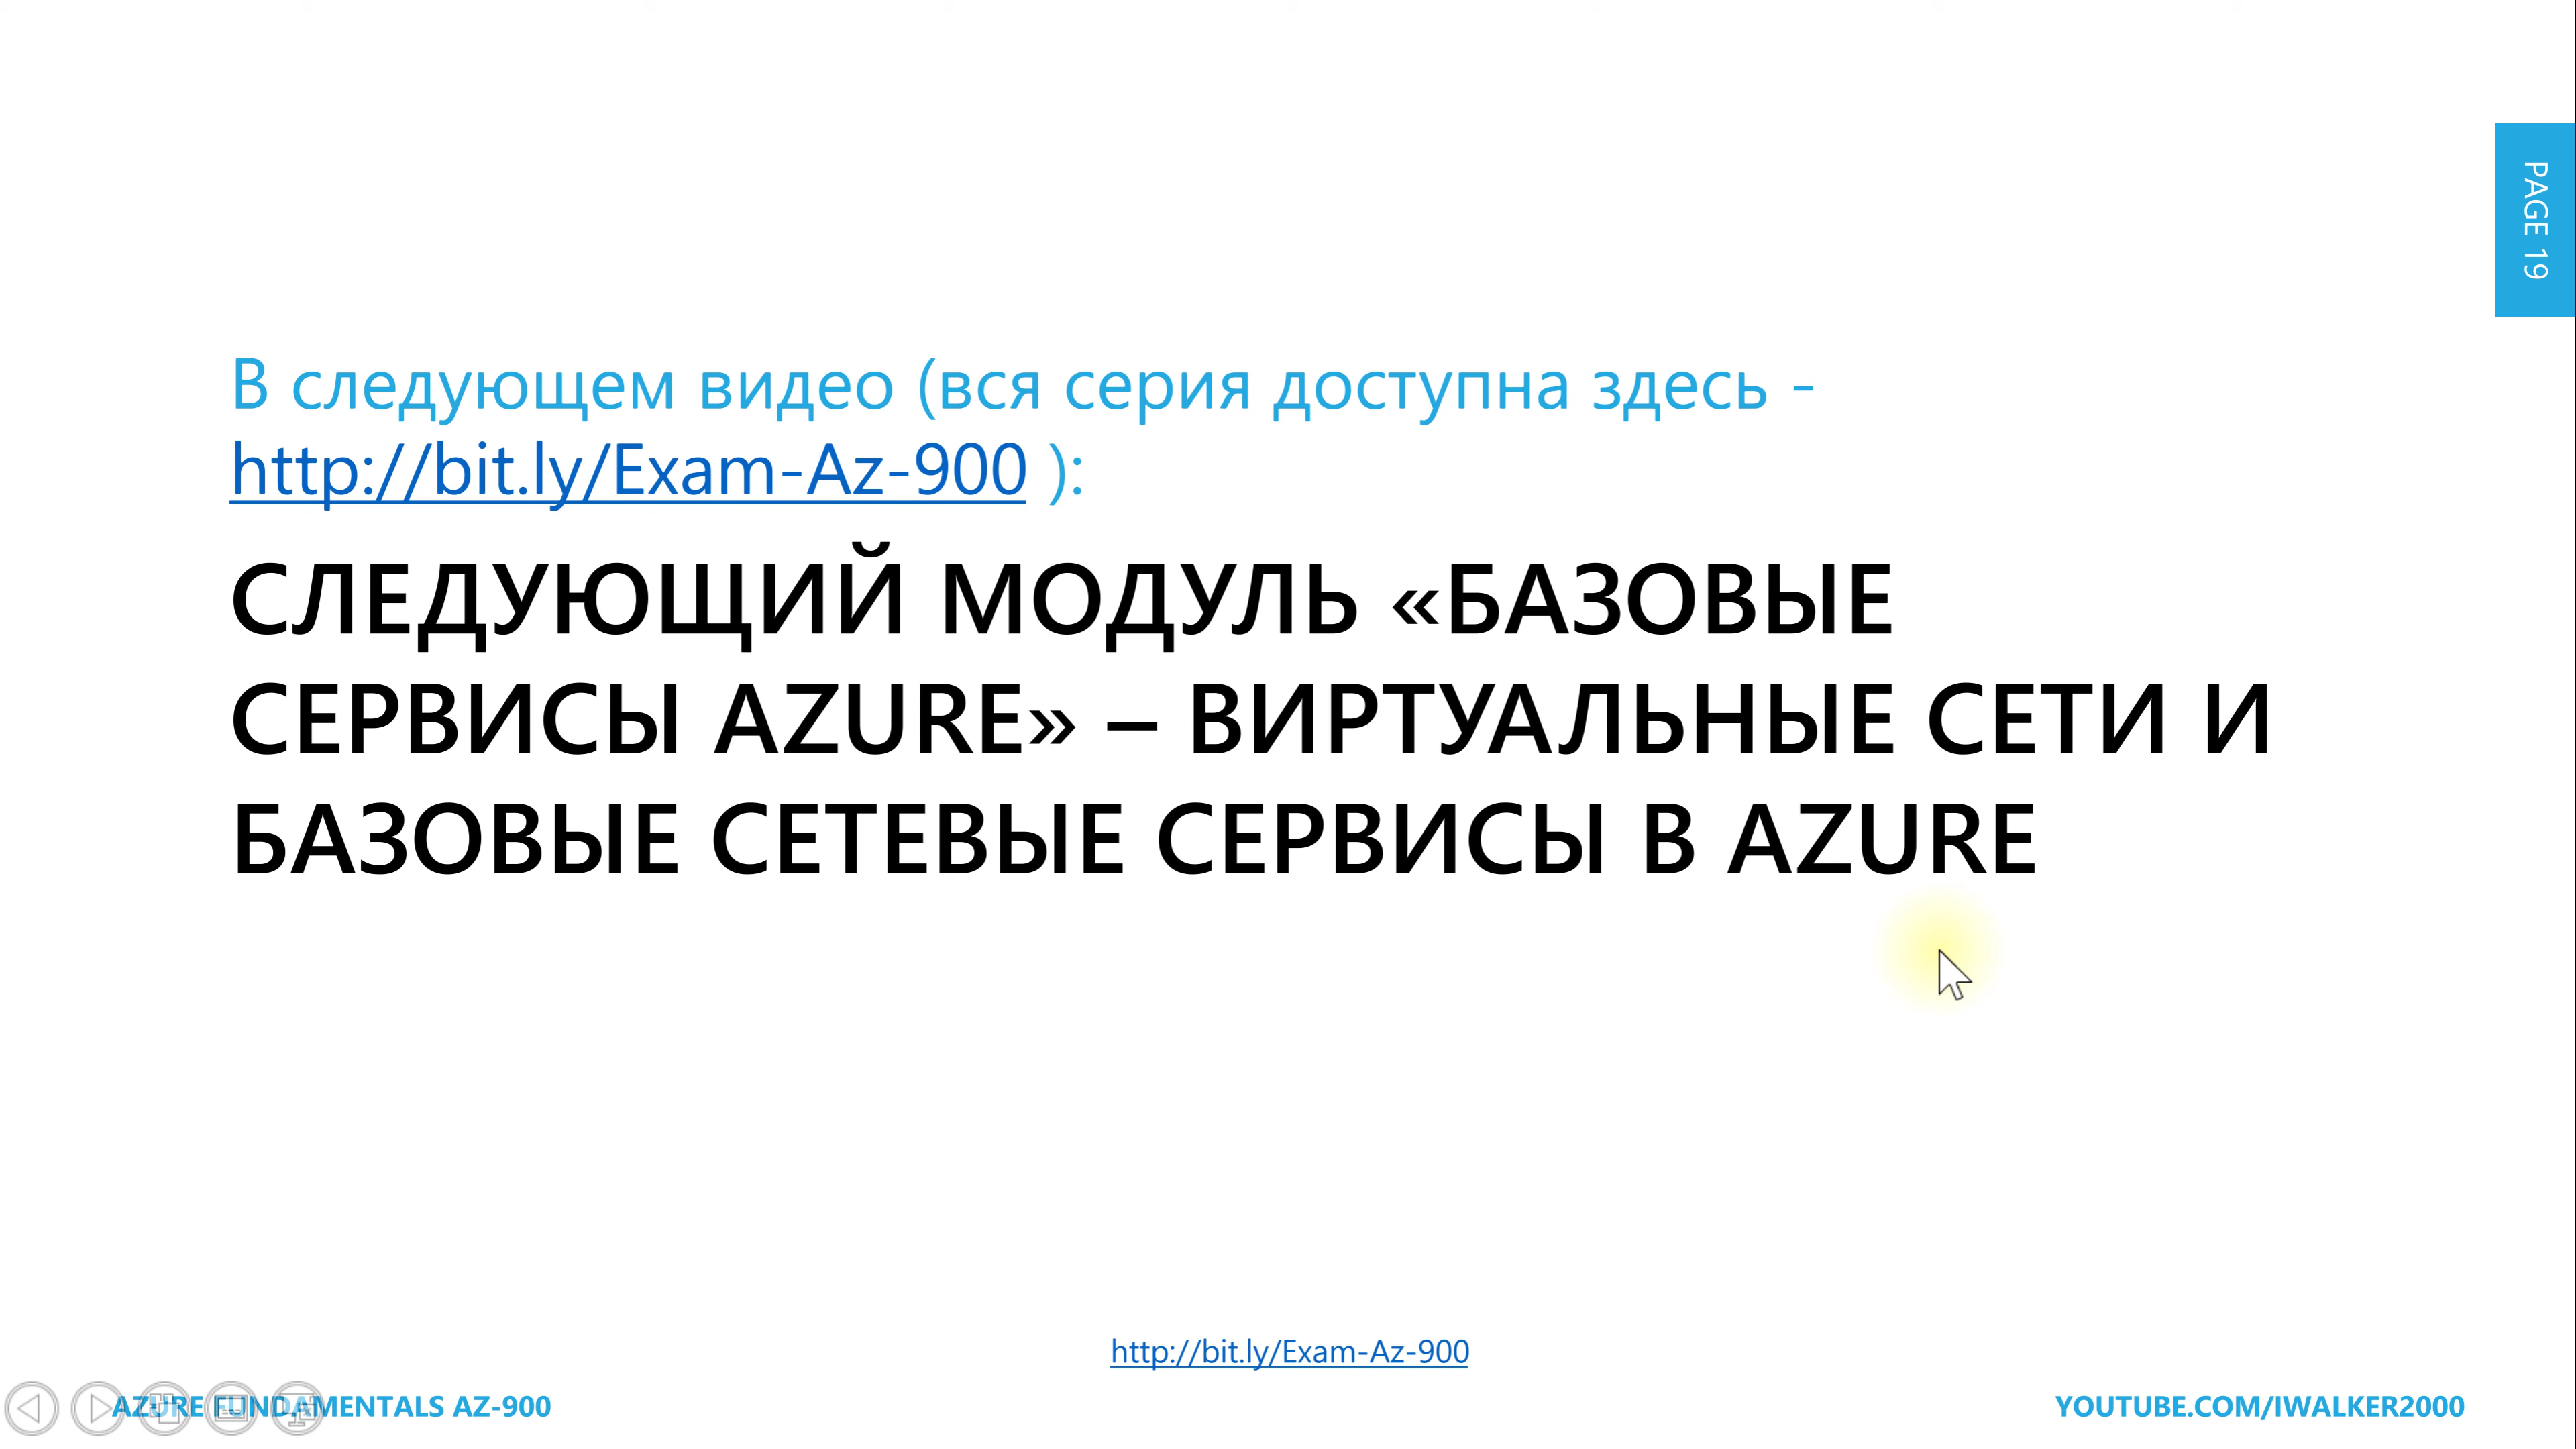 PAGE 19
В следующем видео (вся серия доступна здесь -
http://bit.ly/Exam-Az-900 ):
СЛЕДУЮЩИЙ МОДУЛЬ «БАЗОВЫЕ
СЕРВИСЫ AZURE» – ВИРТУАЛЬНЫЕ СЕТИ И
БАЗОВЫЕ СЕТЕВЫЕ СЕРВИСЫ В AZURE
http://bit.ly/Exam-Az-900
AZURE FUNDAMENTALS AZ-900
YOUTUBE.COM/IWALKER2000